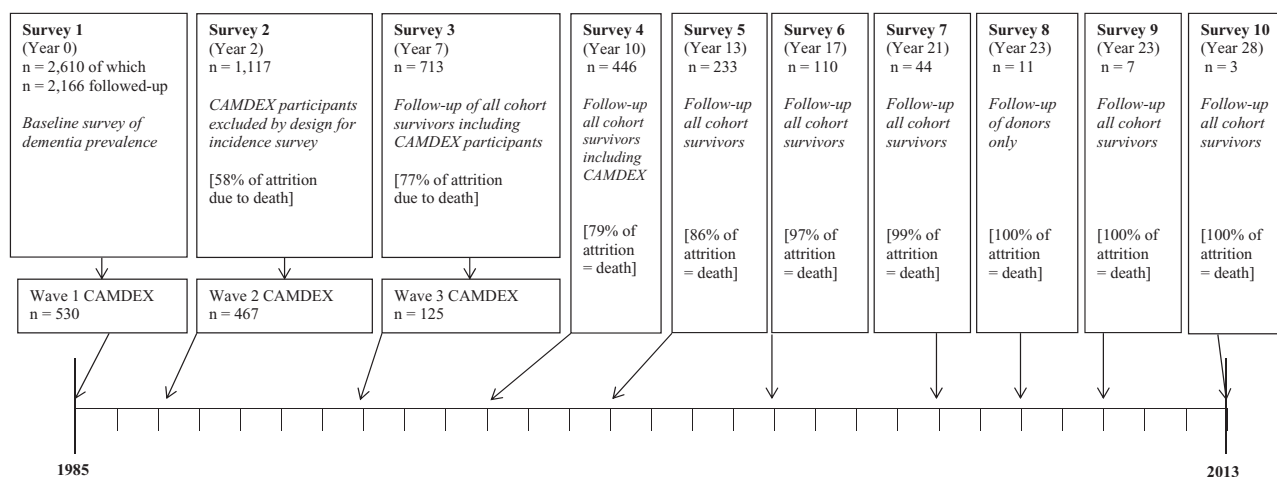 Survey 1
(Year 0)
n = 2,610 of which
n = 2,166 followed-up
Baseline survey of
dementia prevalence
Survey 2
(Year 2)
n = 1,117
CAMDEX participants
excluded by design for
incidence survey
[58% of attrition
due to death]
Survey 3
(Year 7)
n = 713
Follow-up of all cohort
survivors including
CAMDEX participants
[77% of attrition
due to death]
Survey 4
(Year 10)
n = 446
Follow-up
all cohort
survivors
including
CAMDEX
[79% of
attrition
= death]
Survey 5
(Year 13)
n = 233
Follow-up
all cohort
survivors
[86% of
attrition
= death]
Survey 6
(Year 17)
n = 110
Follow-up
all cohort
survivors
[97% of
attrition
= death]
Survey 7
(Year 21)
n = 44
Follow-up
all cohort
survivors
[99% of
attrition
= death]
Survey 8
(Year 23)
n = 11
Follow-up
of donors
only
[100% of
attrition
= death]
Survey 9
(Year 23)
n = 7
Follow-up
all cohort
survivors
[100% of
attrition
= death]
Survey 10
(Year 28)
n = 3
Follow-up
all cohort
survivors
[100% of
attrition
= death]
Wave 1 CAMDEX
n = 530
Wave 2 CAMDEX
n = 467
Wave 3 CAMDEX
n = 125
1985
2013